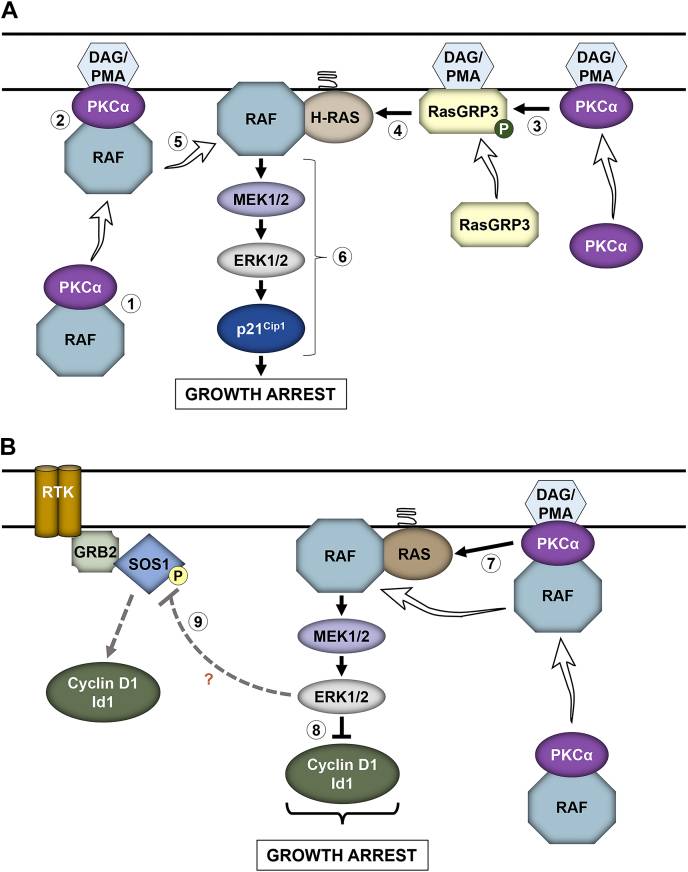 A
DAG/
PMA
PKCα
2
RAF
5
RAF
H-RAS
4
DAG/
PMA
RasGRP3
P
3
DAG/
PMA
PKCα
MEK1/2
RasGRP3
PKCα
ERK1/2
6
PKCα
1
RAF
p21Cip1
GROWTH ARREST
B
RTK
GRB2
SOS1
P
RAF
RAS
7
DAG/
PMA
PKCα
RAF
9
MEK1/2
?
Cyclin D1
Id1
ERK1/2
8
Cyclin D1
Id1
PKCα
RAF
GROWTH ARREST